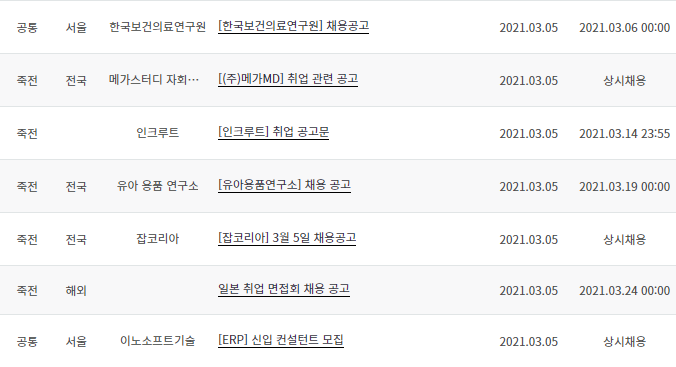 공통 서울 한국보건의료연구원 [한국보건의료연구원] 채용공고 2021.03.05 2021.03.06 00:00
죽전 전국 메가스터디 자회··· [(주)메가MD] 취업 관련 공고 2021.03.05 상시채용
죽전 인크루트 [인크루트] 취업 공고문 2021.03.05 2021.03.14 23:55
죽전 전국 유아 용품 연구소 [유아용품연구소] 채용 공고 2021.03.05 2021.03.19 00:00
죽전 전국 잡코리아 [잡코리아] 3월 5일 채용공고 2021.03.05 상시채용
죽전 해외 일본 취업 면접회 채용 공고 2021.03.05 2021.03.24 00:00
공통 서울 이노소프트기술 [ERP] 신입 컨설턴트 모집 2021.03.05 상시채용